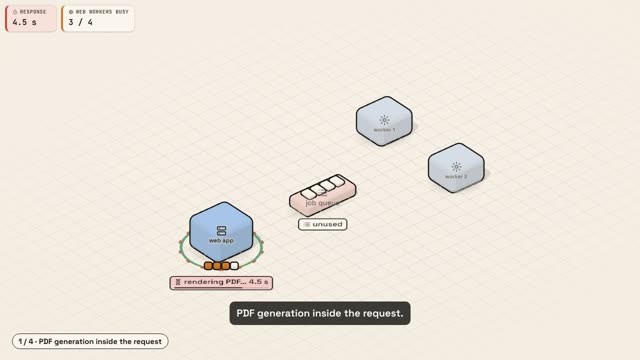 RESPONSE
4.5 s
WEB WORKERS BUSY
3 / 4
worker 1
worker 2
job queue
unused
web app
rendering PDF... 4.5 s
PDF generation inside the request.
1 / 4 · PDF generation inside the request